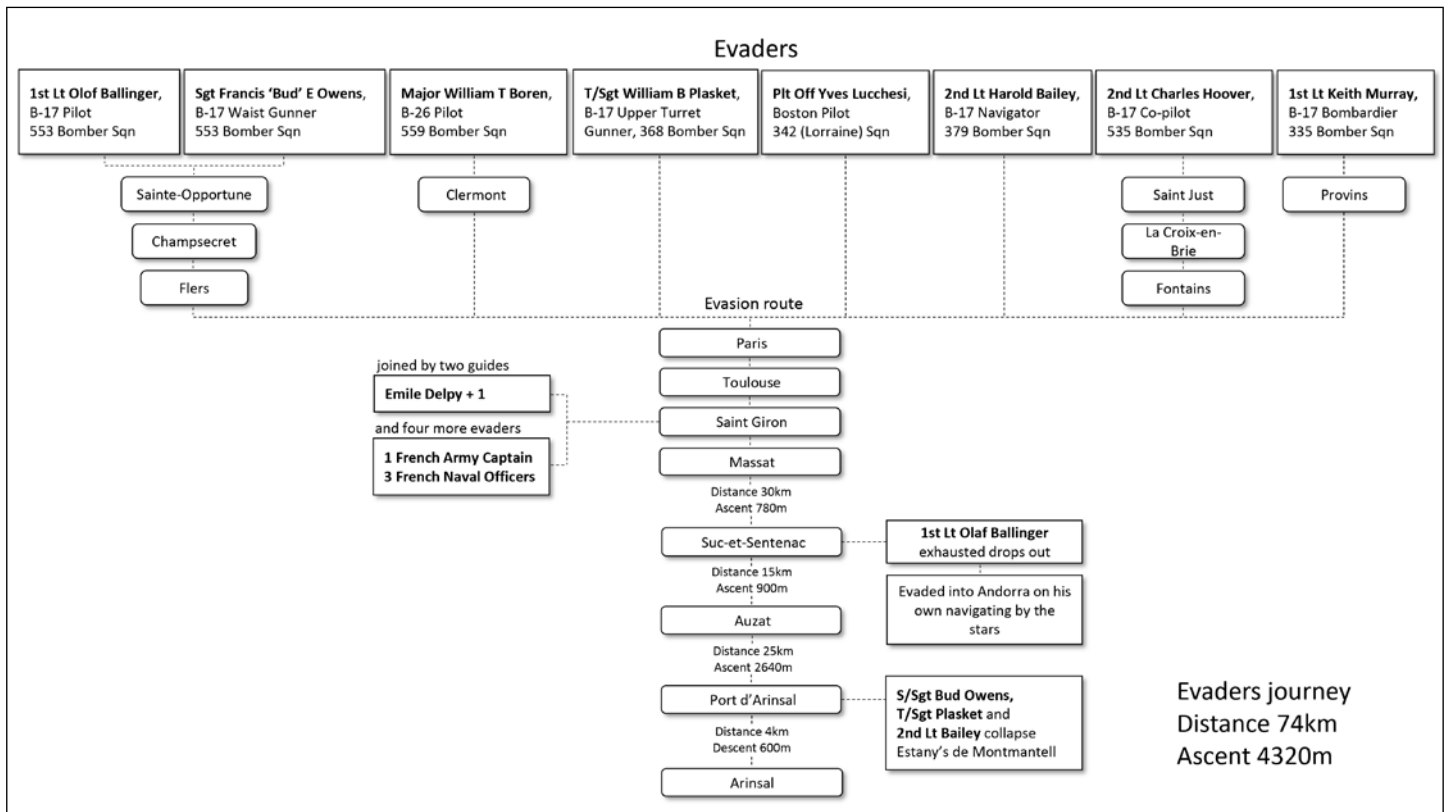 Evaders
1st Lt Olof Ballinger,
B-17 Pilot
553 Bomber Sqn
Sgt Francis ‘Bud’ E Owens,
B-17 Waist Gunner
553 Bomber Sqn
Major William T Boren,
B-26 Pilot
559 Bomber Sqn
T/Sgt William B Plasket,
B-17 Upper Turret
Gunner, 368 Bomber Sqn
Plt Off Yves Lucchesi,
Boston Pilot
342 (Lorraine) Sqn
2nd Lt Harold Bailey,
B-17 Navigator
379 Bomber Sqn
2nd Lt Charles Hoover,
B-17 Co-pilot
535 Bomber Sqn
1st Lt Keith Murray,
B-17 Bombardier
335 Bomber Sqn
Sainte-Opportune
Champsecret
Flers
Clermont
Saint Just
La Croix-en-
Brie
Fontains
Provins
Evasion route
Paris
Toulouse
Saint Giron
Massat
joined by two guides
Emile Delpy + 1
and four more evaders
1 French Army Captain
3 French Naval Officers
Distance 30km
Ascent 780m
Suc-et-Sentenac
1st Lt Olaf Ballinger
exhausted drops out
Evaded into Andorra on his
own navigating by the
stars
Distance 15km
Ascent 900m
Auzat
Distance 25km
Ascent 2640m
Port d’Arinsal
S/Sgt Bud Owens,
T/Sgt Plasket and
2nd Lt Bailey collapse
Estany’s de Montmantell
Distance 4km
Descent 600m
Arinsal
Evaders journey
Distance 74km
Ascent 4320m